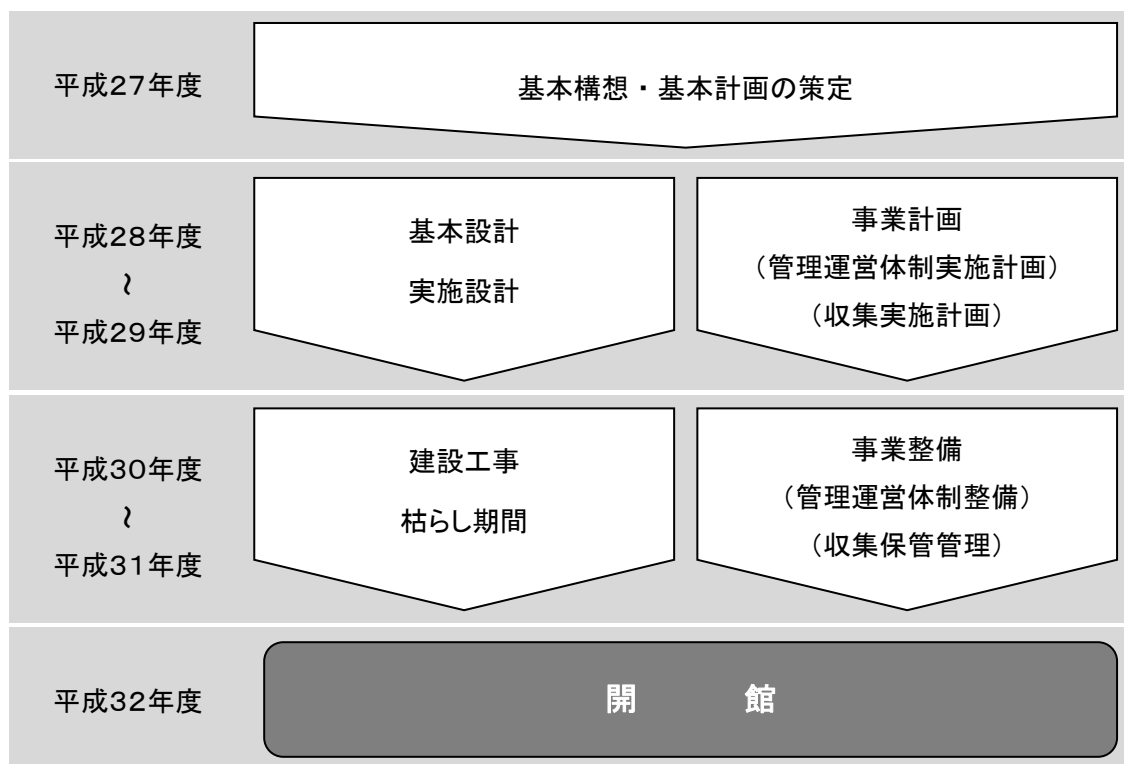 平成27年度
基本構想・基本計画の策定
平成28年度
~
平成29年度
基本設計
実施設計
事業計画
(管理運営体制実施計画)
(収集実施計画)
平成30年度
~
平成31年度
建設工事
枯らし期間
事業整備
(管理運営体制整備)
(収集保管管理)
平成32年度
開 館